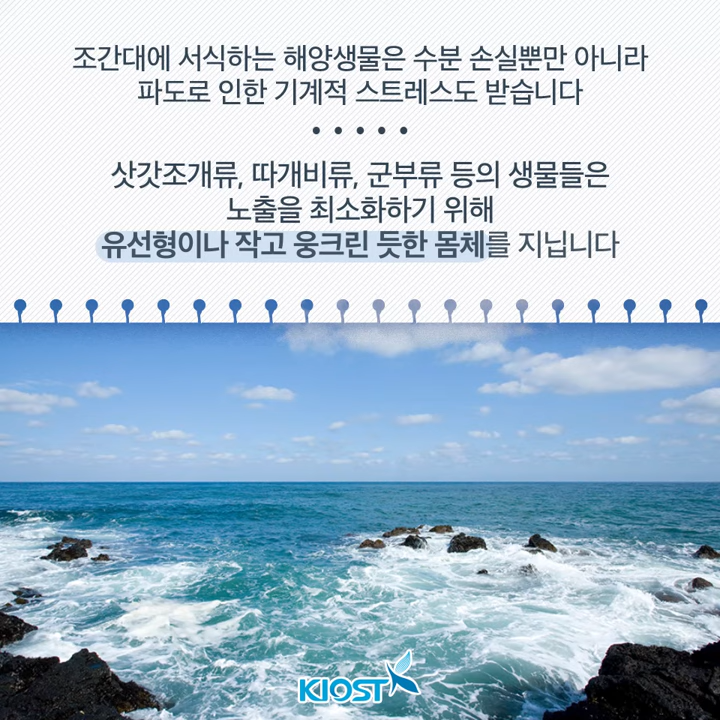 조간대에 서식하는 해양생물은 수분 손실뿐만 아니라
파도로 인한 기계적 스트레스도 받습니다
삿갓조개류, 따개비류, 군부류 등의 생물들은
노출을 최소화하기 위해
유선형이나 작고 웅크린 듯한 몸체를 지닙니다
KIOST